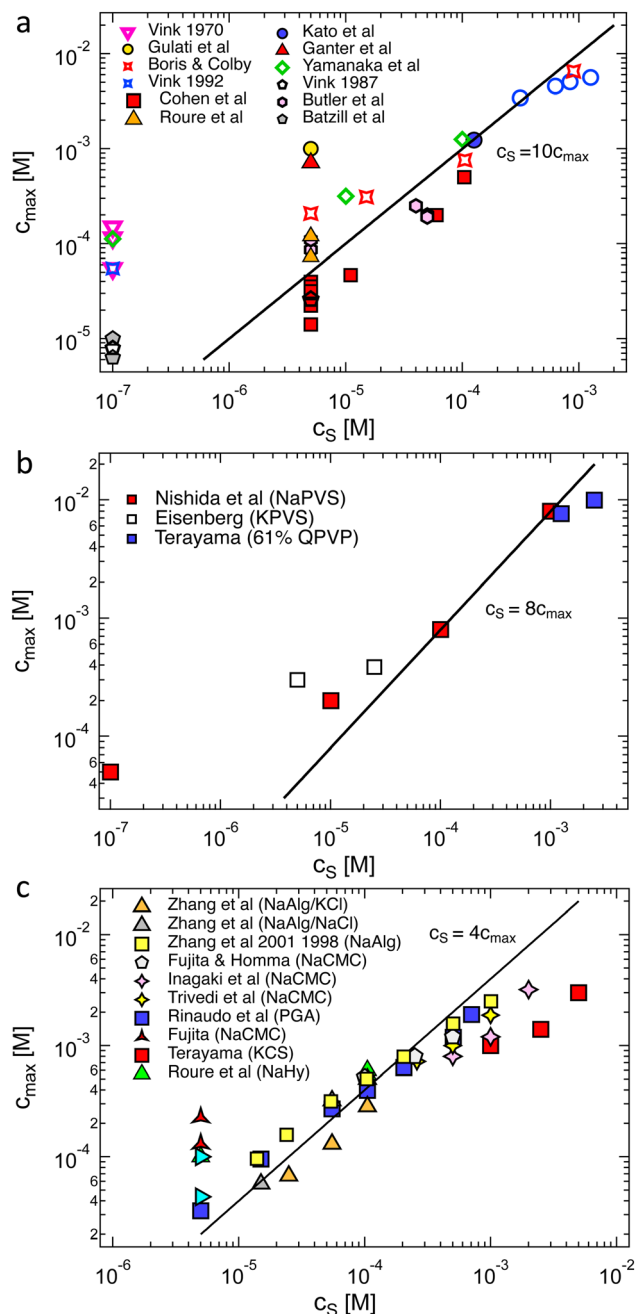 a
Vink 1970
Gulati et al
Boris & Colby
Vink 1992
Cohen et al
Roure et al
Kato et al
Ganter et al
Yamanaka et al
Vink 1987
Butler et al
Batzill et al
c_S =10c_max
10^-2
10^-3
10^-4
10^-5
c_max [M]
10^-7 10^-6 10^-5 10^-4 10^-3
c_S [M]
b
Nishida et al (NaPVS)
Eisenberg (KPVS)
Terayama (61% QPVP)
c_S = 8c_max
2
10^-2
6
4
2
10^-3
6
4
2
10^-4
6
4
c_max [M]
10^-7 10^-6 10^-5 10^-4 10^-3
c_S [M]
c
Zhang et al (NaAlg/KCl)
Zhang et al (NaAlg/NaCl)
Zhang et al 2001 1998 (NaAlg)
Fujita & Homma (NaCMC)
Inagaki et al (NaCMC)
Trivedi et al (NaCMC)
Rinaudo et al (PGA)
Fujita (NaCMC)
Terayama (KCS)
Roure et al (NaHy)
c_S = 4c_max
2
10^-2
6
4
2
10^-3
6
4
2
10^-4
6
4
2
c_max [M]
10^-6 10^-5 10^-4 10^-3 10^-2
c_S [M]